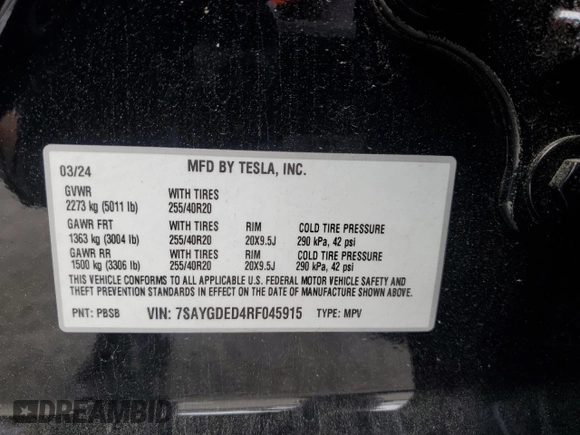 03/24 MFD BY TESLA, INC.
GVWR WITH TIRES
2273 kg (5011 lb) 255/40R20
GAWR FRT WITH TIRES RIM COLD TIRE PRESSURE
1363 kg (3004 lb) 255/40R20 20X9.5J 290 kPa, 42 psi
GAWR RR WITH TIRES RIM COLD TIRE PRESSURE
1500 kg (3306 lb) 255/40R20 20X9.5J 290 kPa, 42 psi
THIS VEHICLE CONFORMS TO ALL APPLICABLE U.S. FEDERAL MOTOR VEHICLE SAFETY AND
THEFT PREVENTION STANDARDS IN EFFECT ON THE DATE OF MANUFACTURE SHOWN ABOVE.
PNT: PBSB VIN: 7SAYGDED4RF045915 TYPE: MPV
DREAMBID